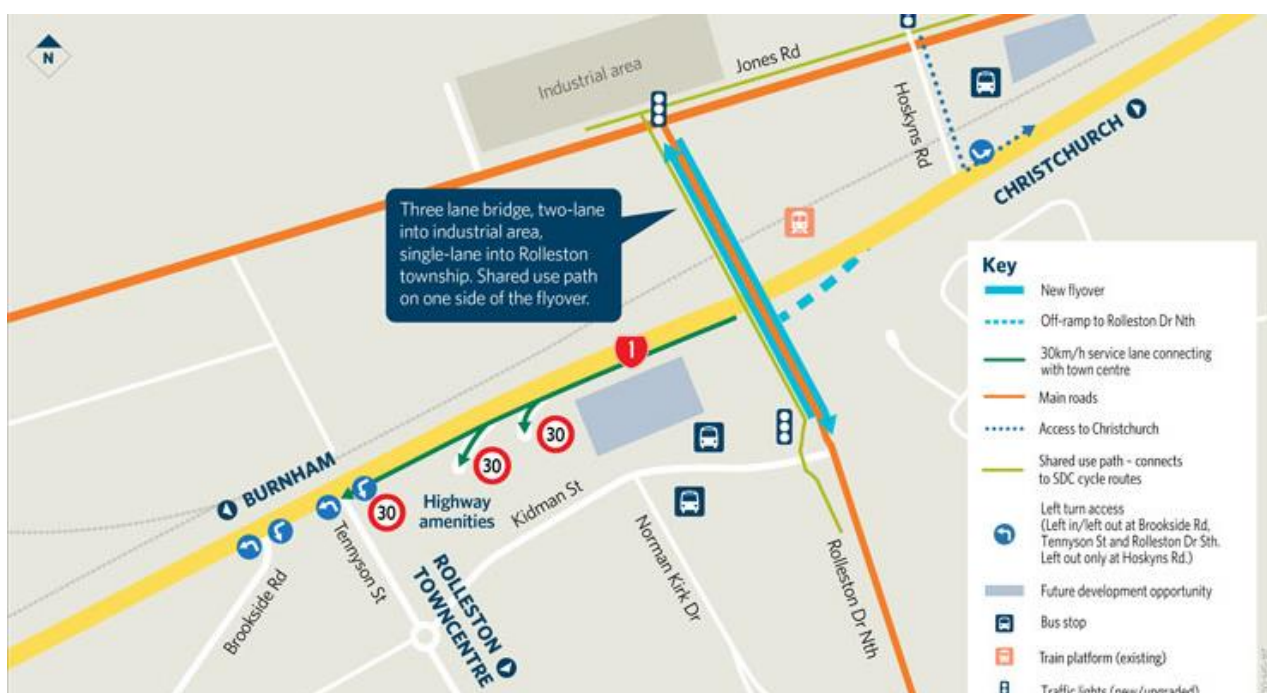 N
Industrial area
Jones Rd
Hoskyns Rd
CHRISTCHURCH
Three lane bridge, two-lane
into industrial area,
single-lane into Rolleston
township. Shared use path
on one side of the flyover.
1
30
30
30
BURNHAM
Highway
amenities
Kidman St
Brookside Rd
Tennyson St
ROLLESTON
TOWNCENTRE
Norman Kirk Dr
Rolleston Dr Nth
Key
New flyover
Off-ramp to Rolleston Dr Nth
30km/h service lane connecting
with town centre
Main roads
Access to Christchurch
Shared use path – connects
to SDC cycle routes
Left turn access
(Left in/left out at Brookside Rd,
Tennyson St and Rolleston Dr Sth.
Left out only at Hoskyns Rd.)
Future development opportunity
Bus stop
Train platform (existing)
Traffic lights (new/upgraded)